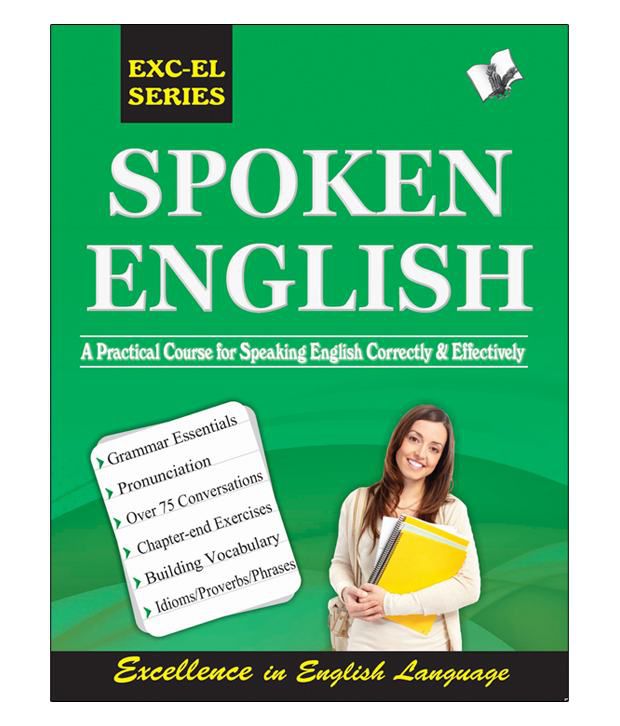 EXC-EL
SERIES
SPOKEN
ENGLISH
A Practical Course for Speaking English Correctly & Effectively
Grammar Essentials
Pronunciation
Over 75 Conversations
Chapter-end Exercises
Building Vocabulary
Idioms/Proverbs/Phrases
Excellence in English Language